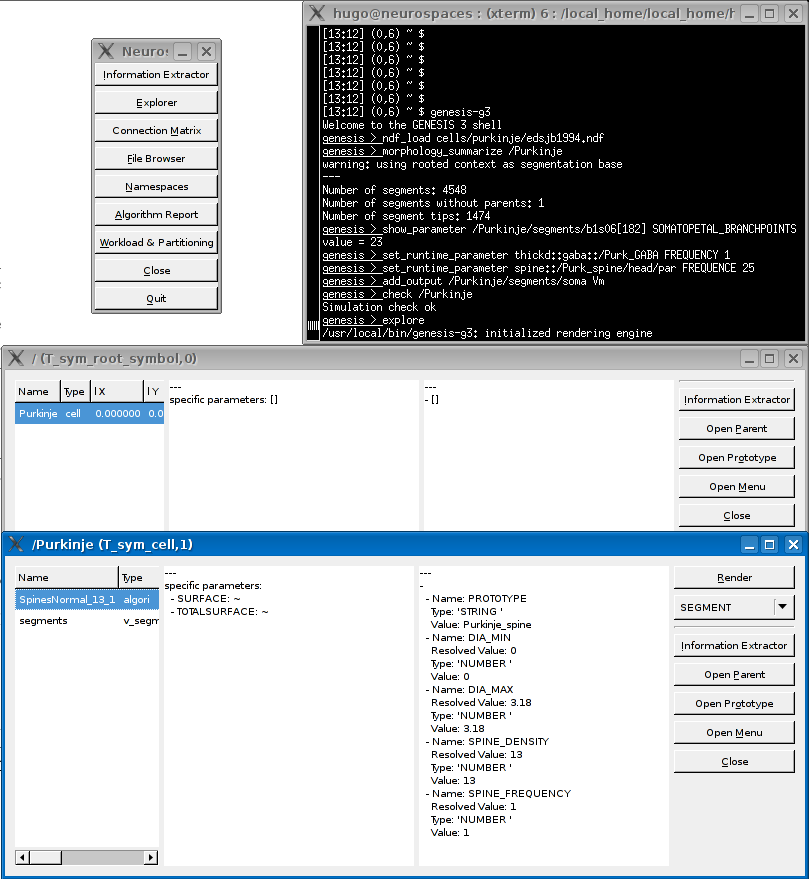 Neuros
Information Extractor
Explorer
Connection Matrix
File Browser
Namespaces
Algorithm Report
Workload & Partitioning
Close
Quit
hugo@neurospaces : (xterm) 6 : /local_home/local_home/h
[13:12] (0,6) ~ $
[13:12] (0,6) ~ $
[13:12] (0,6) ~ $
[13:12] (0,6) ~ $
[13:12] (0,6) ~ $
[13:12] (0,6) ~ $
[13:12] (0,6) ~ $ genesis-g3
Welcome to the GENESIS 3 shell
genesis > ndf_load cells/purkinje/edsjb1994.ndf
genesis > morphology_summarize /Purkinje
warning: using rooted context as segmentation base
---
Number of segments: 4548
Number of segments without parents: 1
Number of segment tips: 1474
genesis > show_parameter /Purkinje/segments/b1s06[182] SOMATOPETAL_BRANCHPOINTS
value = 23
genesis > set_runtime_parameter thickd::gaba::/Purk_GABA FREQUENCY 1
genesis > set_runtime_parameter spine::/Purk_spine/head/par FREQUENCE 25
genesis > add_output /Purkinje/segments/soma Vm
genesis > check /Purkinje
Simulation check ok
genesis > explore
/usr/local/bin/genesis-g3: initialized rendering engine
/ (T_sym_root_symbol,0)
Name Type l X l Y
Purkinje cell 0.000000 0.0
---
specific parameters: []
---
- []
Information Extractor
Open Parent
Open Prototype
Open Menu
Close
/Purkinje (T_sym_cell,1)
Name Type
SpinesNormal_13_1 algori
segments v_segm
---
specific parameters:
- SURFACE: ~
- TOTALSURFACE: ~
---
-
- Name: PROTOTYPE
Type: 'STRING '
Value: Purkinje_spine
- Name: DIA_MIN
Resolved Value: 0
Type: 'NUMBER '
Value: 0
- Name: DIA_MAX
Resolved Value: 3.18
Type: 'NUMBER '
Value: 3.18
- Name: SPINE_DENSITY
Resolved Value: 13
Type: 'NUMBER '
Value: 13
- Name: SPINE_FREQUENCY
Resolved Value: 1
Type: 'NUMBER '
Value: 1
Render
SEGMENT
Information Extractor
Open Parent
Open Prototype
Open Menu
Close